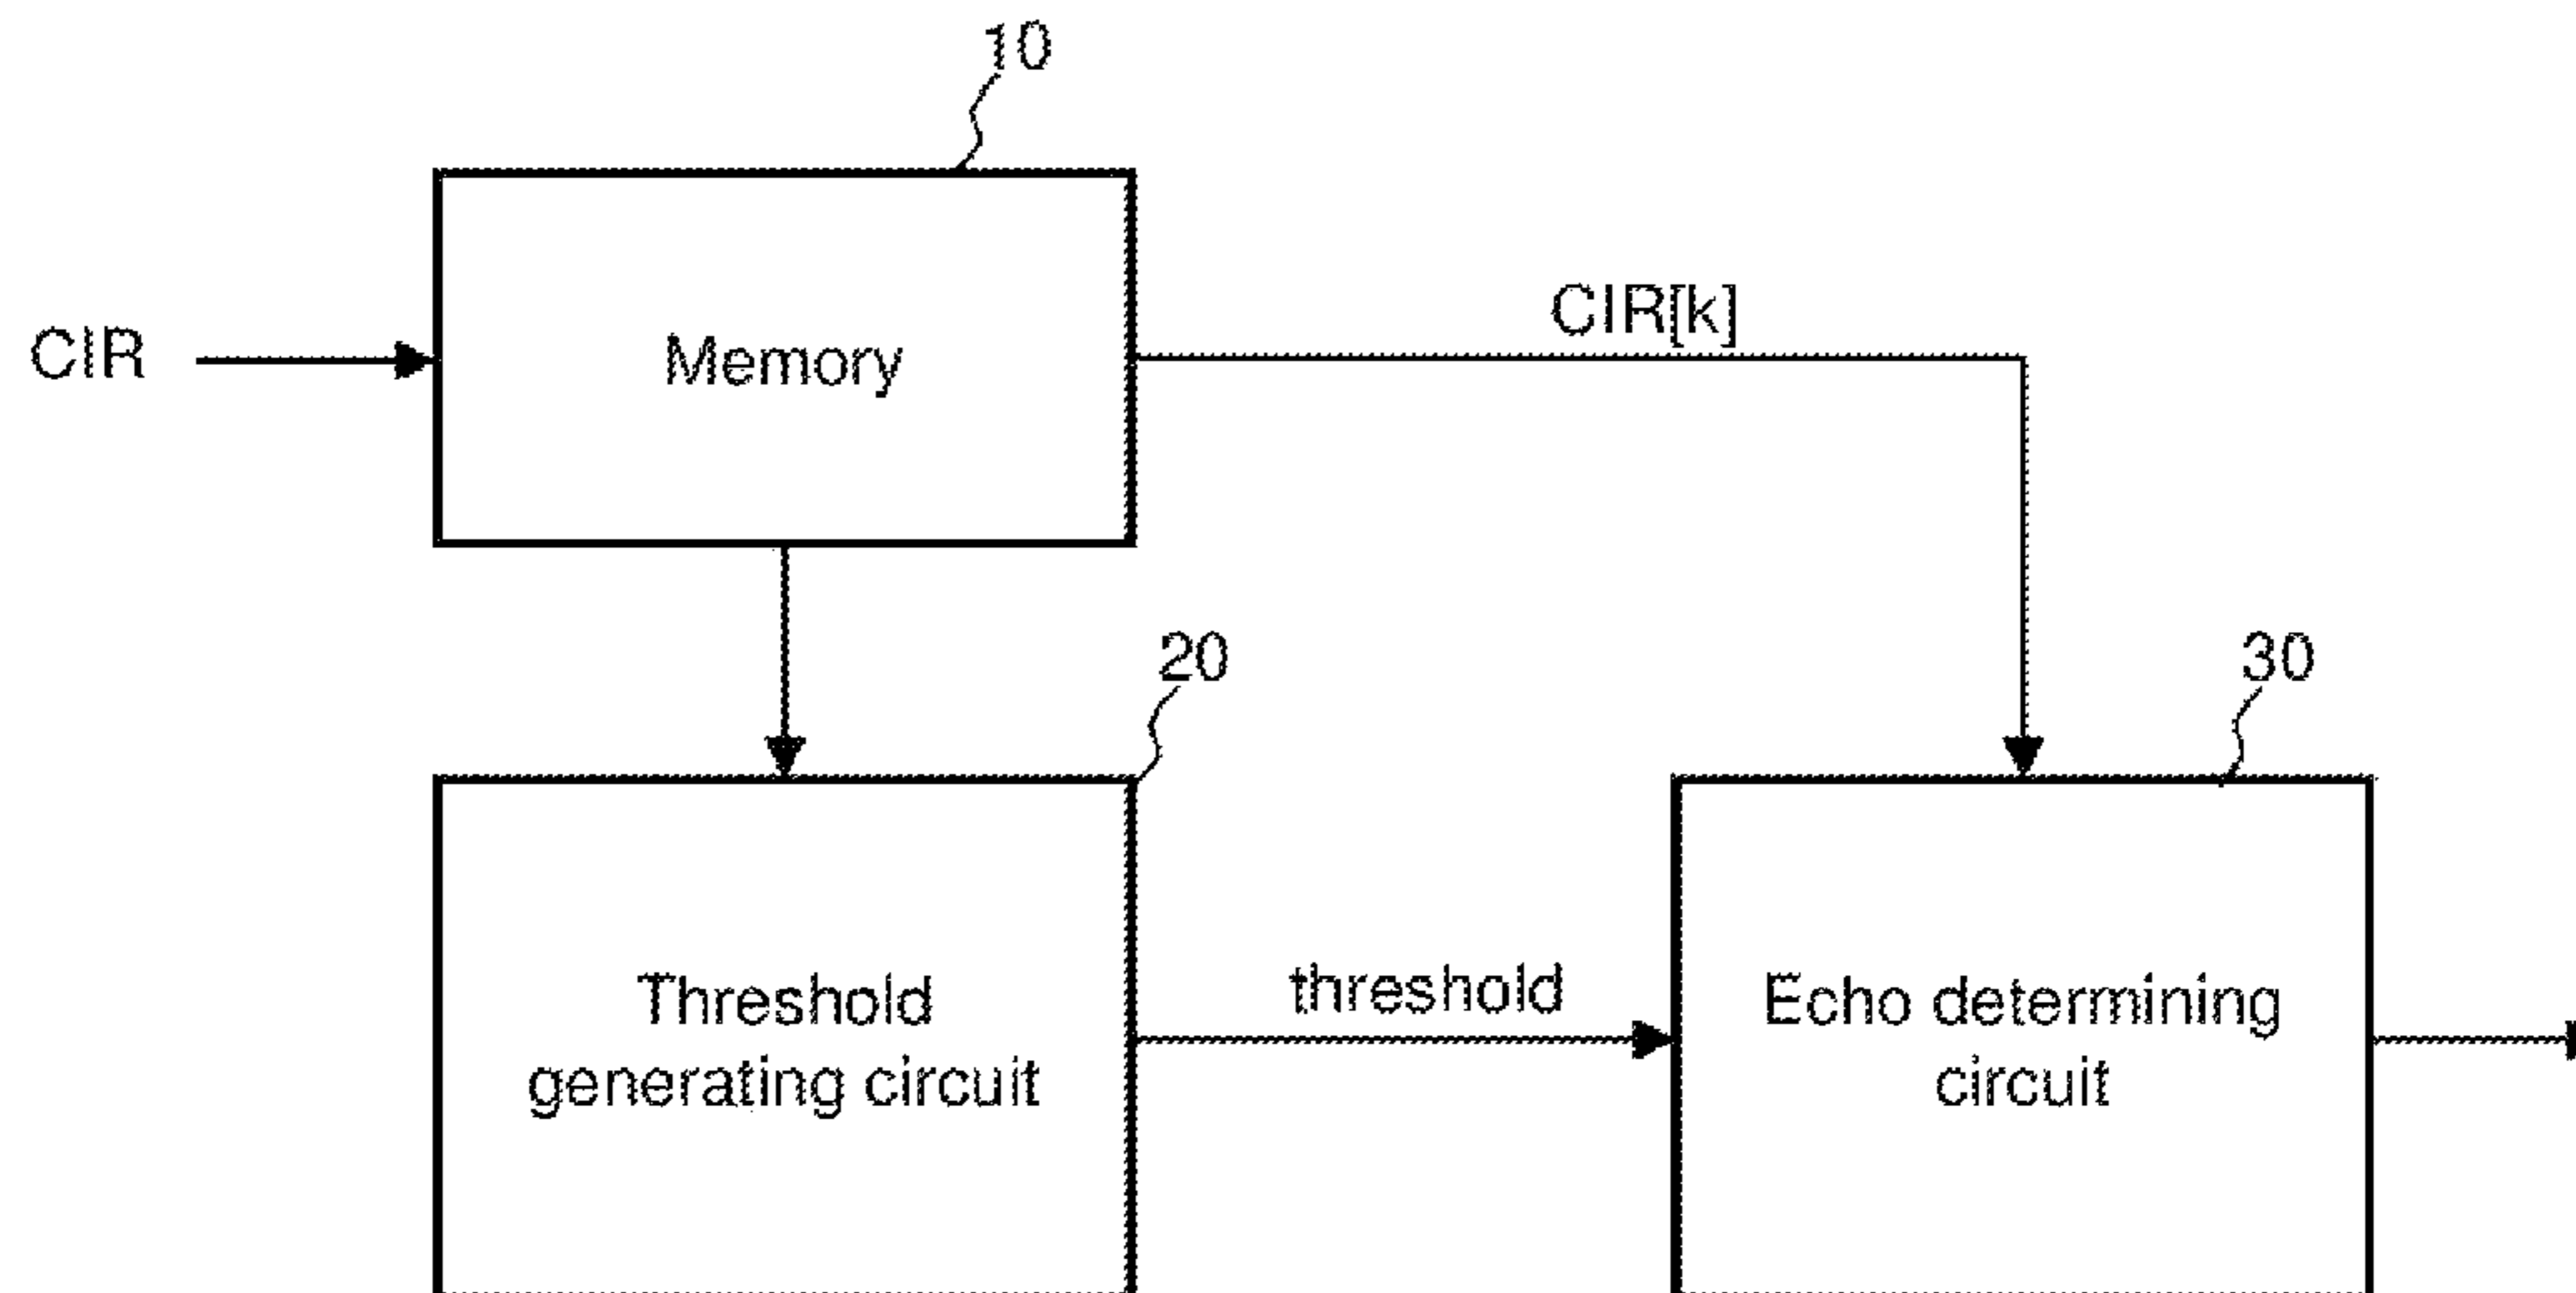 10
CIR
Memory
CIR[k]
20
30
Threshold
generating circuit
threshold
Echo determining
circuit